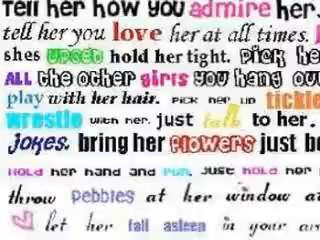 Tell her how you admire her.
tell her you love her at all times.
shes upset hold her tight. Pick he
ALL the other girls you hang ou
play with her hair. pick her up tickle
wrestle with her. just talk to her.
jokes. bring her flowers just be
Hold her hand and run. Just hold her
throw pebbles at her window a
let her fall asleep in your ar